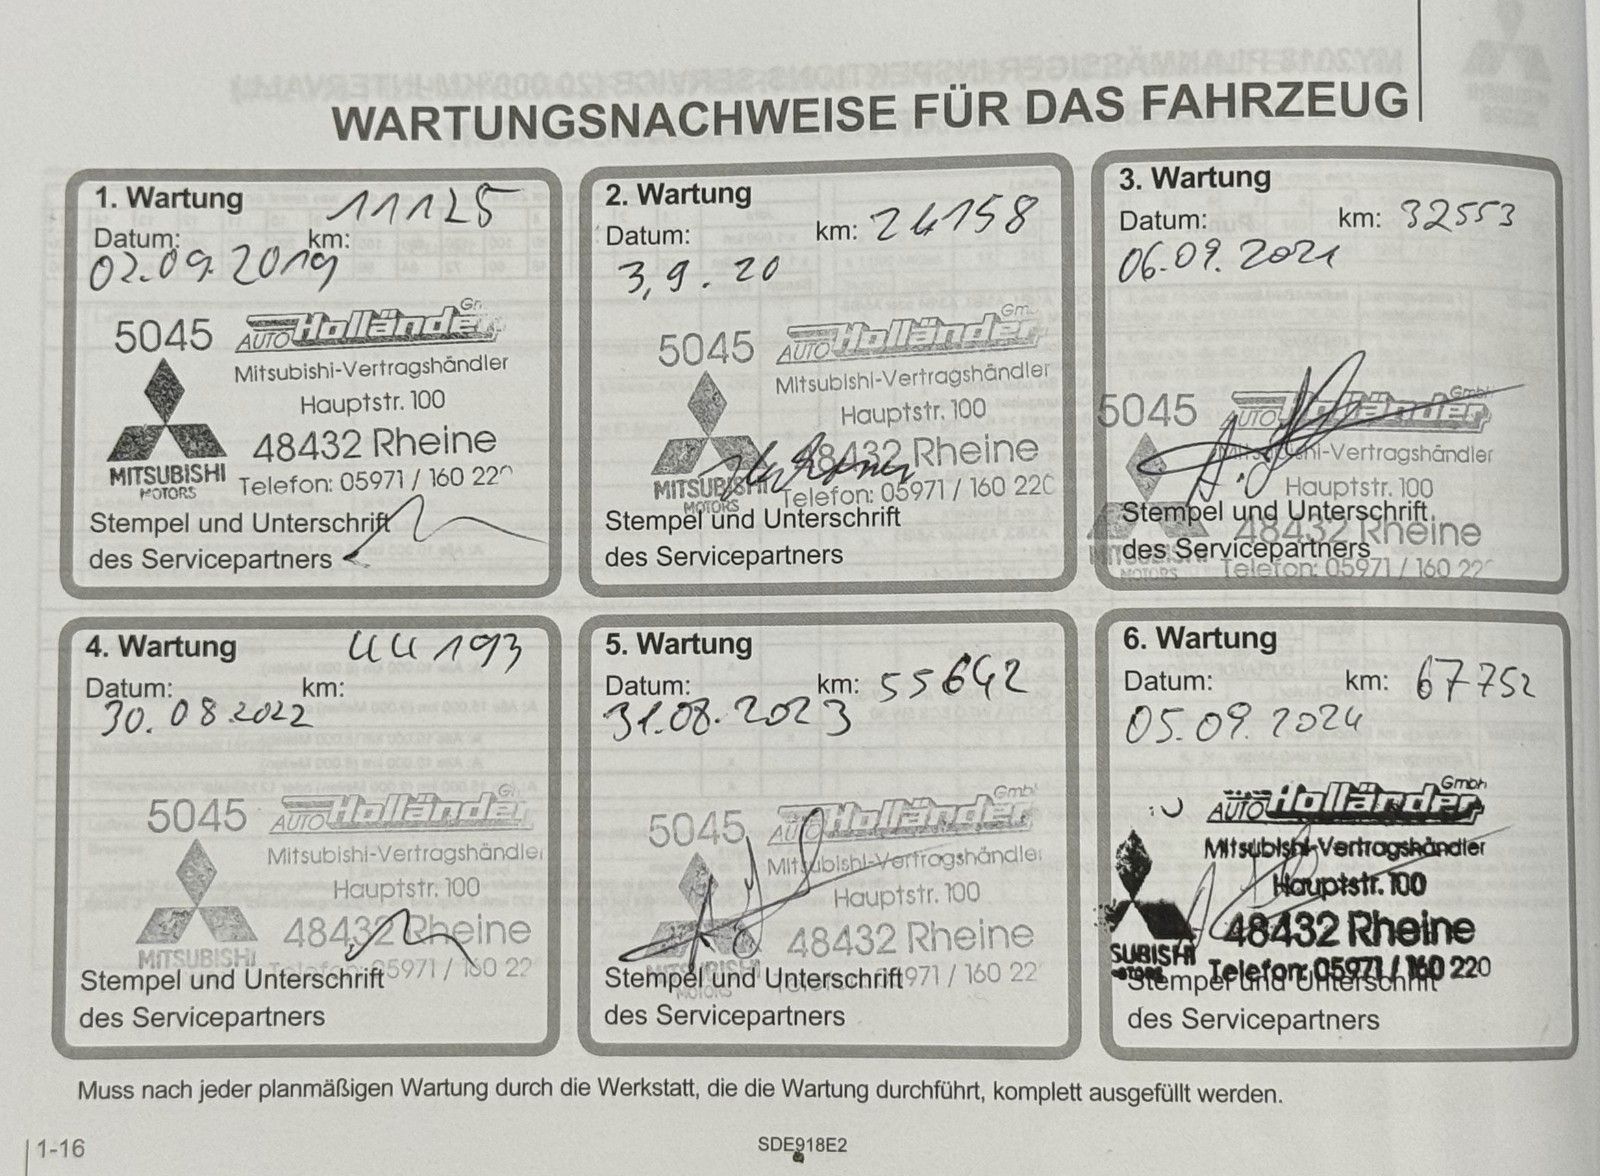 WARTUNGSNACHWEISE FÜR DAS FAHRZEUG
1. Wartung 11125
Datum: km:
02.09.2019
5045 AUTO Holländer
Mitsubishi-Vertragshändler
Hauptstr. 100
48432 Rheine
MITSUBISHI
MOTORS
Telefon: 05971 / 160 220
Stempel und Unterschrift
des Servicepartners
2. Wartung
Datum: km: 24158
3,9.20
5045 AUTO Holländer
Mitsubishi-Vertragshändler
Hauptstr. 100
48432 Rheine
MITSUBISHI
MOTORS
Telefon: 05971 / 160 220
Stempel und Unterschrift
des Servicepartners
3. Wartung
Datum: km: 32553
06.09.2021
5045 AUTO Holländer GmbH
Mitsubishi-Vertragshändler
Hauptstr. 100
48432 Rheine
MOTORS
Telefon: 05971 / 160 22
Stempel und Unterschrift
des Servicepartners
4. Wartung 44193
Datum: km:
30.08.2022
5045 AUTO Holländer
Mitsubishi-Vertragshändler
Hauptstr. 100
48432 Rheine
MITSUBISHI
Telefon: 05971 / 160 22
Stempel und Unterschrift
des Servicepartners
5. Wartung
Datum: km: 55642
31.08.2023
5045 AUTO Holländer GmbH
Mitsubishi-Vertragshändler
Hauptstr. 100
48432 Rheine
MITSUBISHI
MOTORS
Telefon: 05971 / 160 22
Stempel und Unterschrift
des Servicepartners
6. Wartung
Datum: km: 67752
05.09.2024
AUTO Holländer GmbH
Mitsubishi-Vertragshändler
Hauptstr. 100
48432 Rheine
SUBISHI
MOTORS
Telefon: 05971 / 160 220
Stempel und Unterschrift
des Servicepartners
Muss nach jeder planmäßigen Wartung durch die Werkstatt, die die Wartung durchführt, komplett ausgefüllt werden.
1-16
SDE918E2